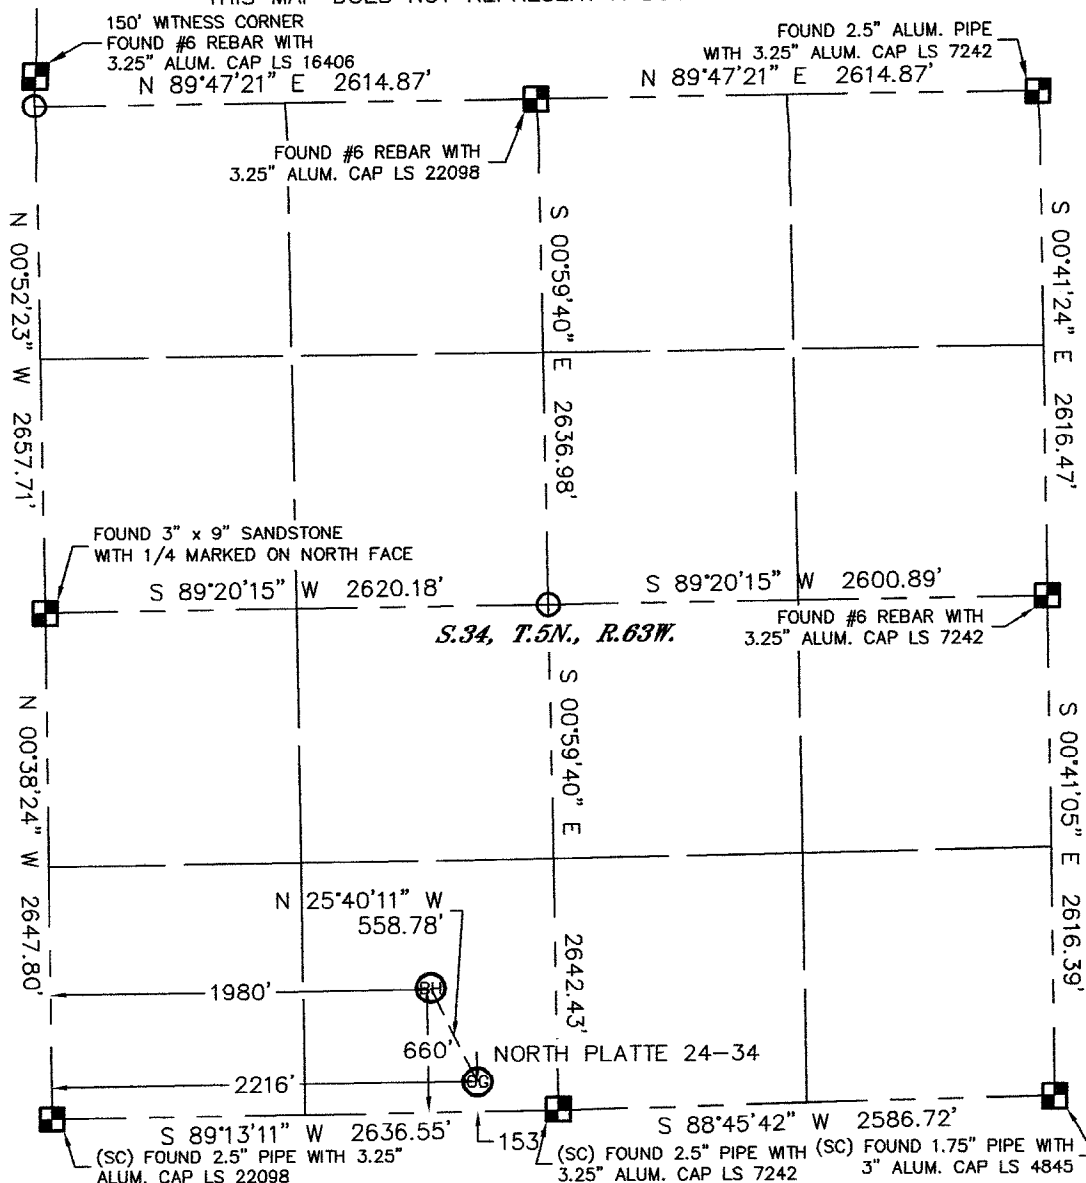 150' WITNESS CORNER
FOUND #6 REBAR WITH
3.25" ALUM. CAP LS 16406
FOUND 2.5" ALUM. PIPE
WITH 3.25" ALUM. CAP LS 7242
N 89°47'21" E 2614.87'
N 89°47'21" E 2614.87'
FOUND #6 REBAR WITH
3.25" ALUM. CAP LS 22098
N 00°52'23" W 2657.71'
S 00°59'40" E 2636.98'
S 00°41'24" E 2616.47'
FOUND 3" x 9" SANDSTONE
WITH 1/4 MARKED ON NORTH FACE
S 89°20'15" W 2620.18'
S 89°20'15" W 2600.89'
FOUND #6 REBAR WITH
3.25" ALUM. CAP LS 7242
S.34, T.5N., R.63W.
N 00°38'24" W 2647.80'
S 00°59'40" E 2642.43'
S 00°41'05" E 2616.39'
N 25°40'11" W
558.78'
BH
1980'
660'
NORTH PLATTE 24-34
2216'
OG
S 89°13'11" W 2636.55'
153'
S 88°45'42" W 2586.72'
(SC) FOUND 2.5" PIPE WITH 3.25"
ALUM. CAP LS 22098
(SC) FOUND 2.5" PIPE WITH
3.25" ALUM. CAP LS 7242
(SC) FOUND 1.75" PIPE WITH
3" ALUM. CAP LS 4845